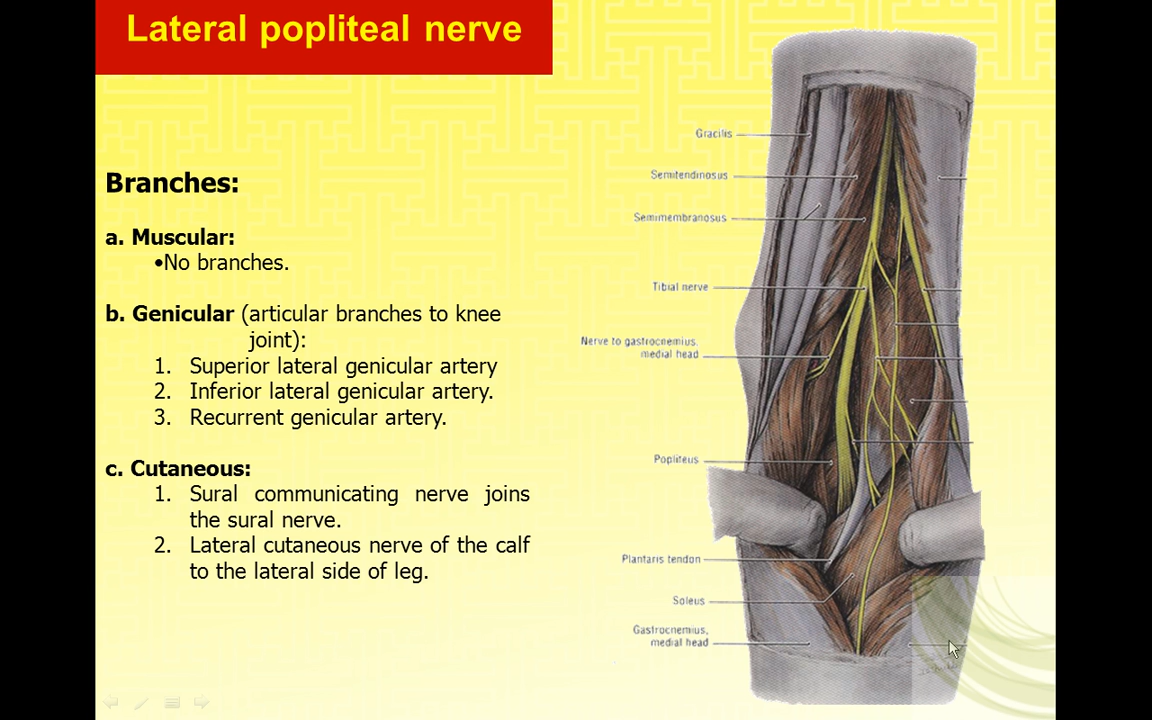 Lateral popliteal nerve
Branches:
a. Muscular:
•No branches.
b. Genicular (articular branches to knee
joint):
1. Superior lateral genicular artery
2. Inferior lateral genicular artery.
3. Recurrent genicular artery.
c. Cutaneous:
1. Sural communicating nerve joins
the sural nerve.
2. Lateral cutaneous nerve of the calf
to the lateral side of leg.
Gracilis
Semitendinosus
Semimembranosus
Tibial nerve
Nerve to gastrocnemius,
medial head
Popliteus
Plantaris tendon
Soleus
Gastrocnemius,
medial head